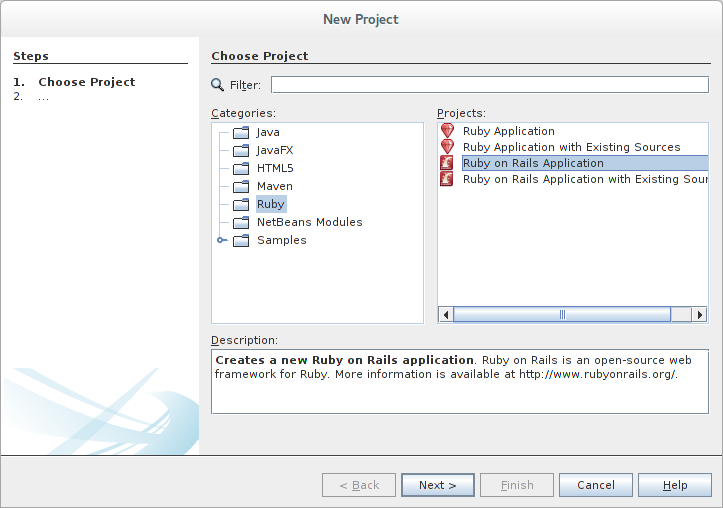 New Project
Steps
1. Choose Project
2. ...
Choose Project
Filter:
Categories:
Java
JavaFX
HTML5
Maven
Ruby
NetBeans Modules
Samples
Projects:
Ruby Application
Ruby Application with Existing Sources
Ruby on Rails Application
Ruby on Rails Application with Existing Sour
Description:
Creates a new Ruby on Rails application. Ruby on Rails is an open-source web
framework for Ruby. More information is available at http://www.rubyonrails.org/.
< Back
Next >
Finish
Cancel
Help